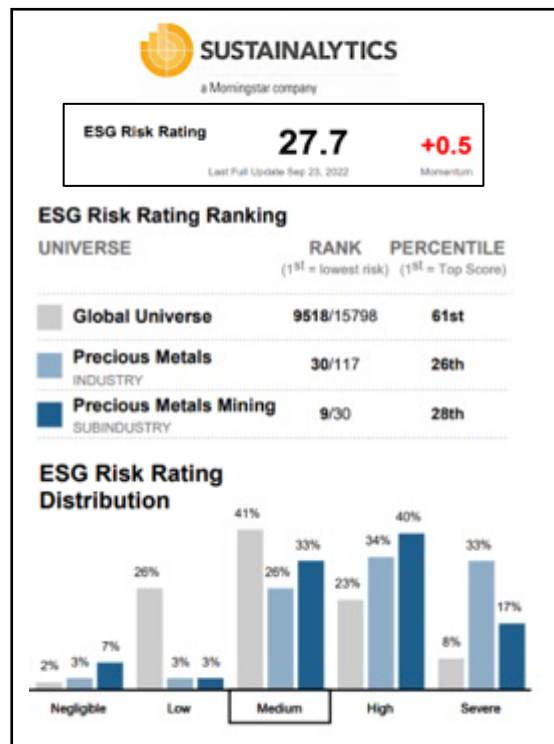 SUSTAINALYTICS
a Morningstar company
ESG Risk Rating 27.7 +0.5
Last Full Update Sep 23, 2022 Momentum
ESG Risk Rating Ranking
UNIVERSE RANK PERCENTILE
(1st = lowest risk) (1st = Top Score)
Global Universe 9518/15798 61st
Precious Metals 30/117 26th
INDUSTRY
Precious Metals Mining 9/30 28th
SUBINDUSTRY
ESG Risk Rating
Distribution
2% 3% 7% 26% 3% 3% 41% 26% 33% 23% 34% 40% 8% 33% 17%
Negligible Low Medium High Severe